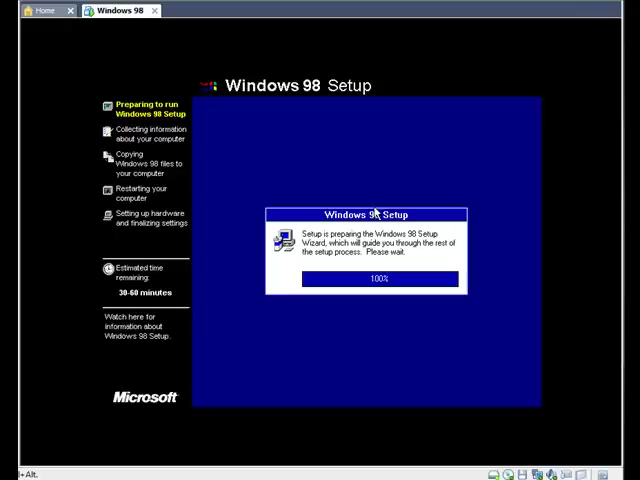 Home
Windows 98
Windows 98 Setup
Preparing to run
Windows 98 Setup
Collecting information
about your computer
Copying
Windows 98 files to
your computer
Restarting your
computer
Setting up hardware
and finalizing settings
Estimated time
remaining:
30-60 minutes
Watch here for
information about
Windows 98 Setup.
Microsoft
Windows 98 Setup
Setup is preparing the Windows 98 Setup
Wizard, which will guide you through the rest of
the setup process. Please wait.
100%
+Alt.